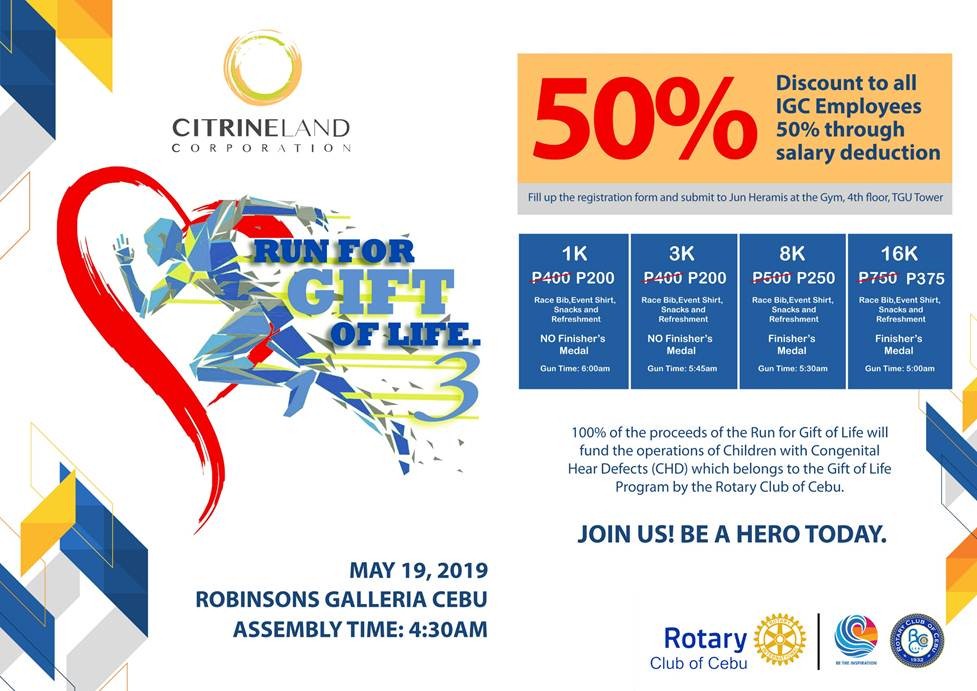 CITRINELAND
CORPORATION
RUN FOR
GIFT
OF LIFE.
3
MAY 19, 2019
ROBINSONS GALLERIA CEBU
ASSEMBLY TIME: 4:30AM
50%
Discount to all
IGC Employees
50% through
salary deduction
Fill up the registration form and submit to Jun Heramis at the Gym, 4th floor, TGU Tower
1K
P400 P200
Race Bib,Event Shirt,
Snacks and
Refreshment
NO Finisher's
Medal
Gun Time: 6:00am
3K
P400 P200
Race Bib,Event Shirt,
Snacks and
Refreshment
NO Finisher's
Medal
Gun Time: 5:45am
8K
P500 P250
Race Bib,Event Shirt,
Snacks and
Refreshment
Finisher's
Medal
Gun Time: 5:30am
16K
P750 P375
Race Bib,Event Shirt,
Snacks and
Refreshment
Finisher's
Medal
Gun Time: 5:00am
100% of the proceeds of the Run for Gift of Life will
fund the operations of Children with Congenital
Hear Defects (CHD) which belongs to the Gift of Life
Program by the Rotary Club of Cebu.
JOIN US! BE A HERO TODAY.
Rotary
Club of Cebu
ROTARY
INTERNATIONAL
BE THE INSPIRATION
ROTARY CLUB OF CEBU
1932